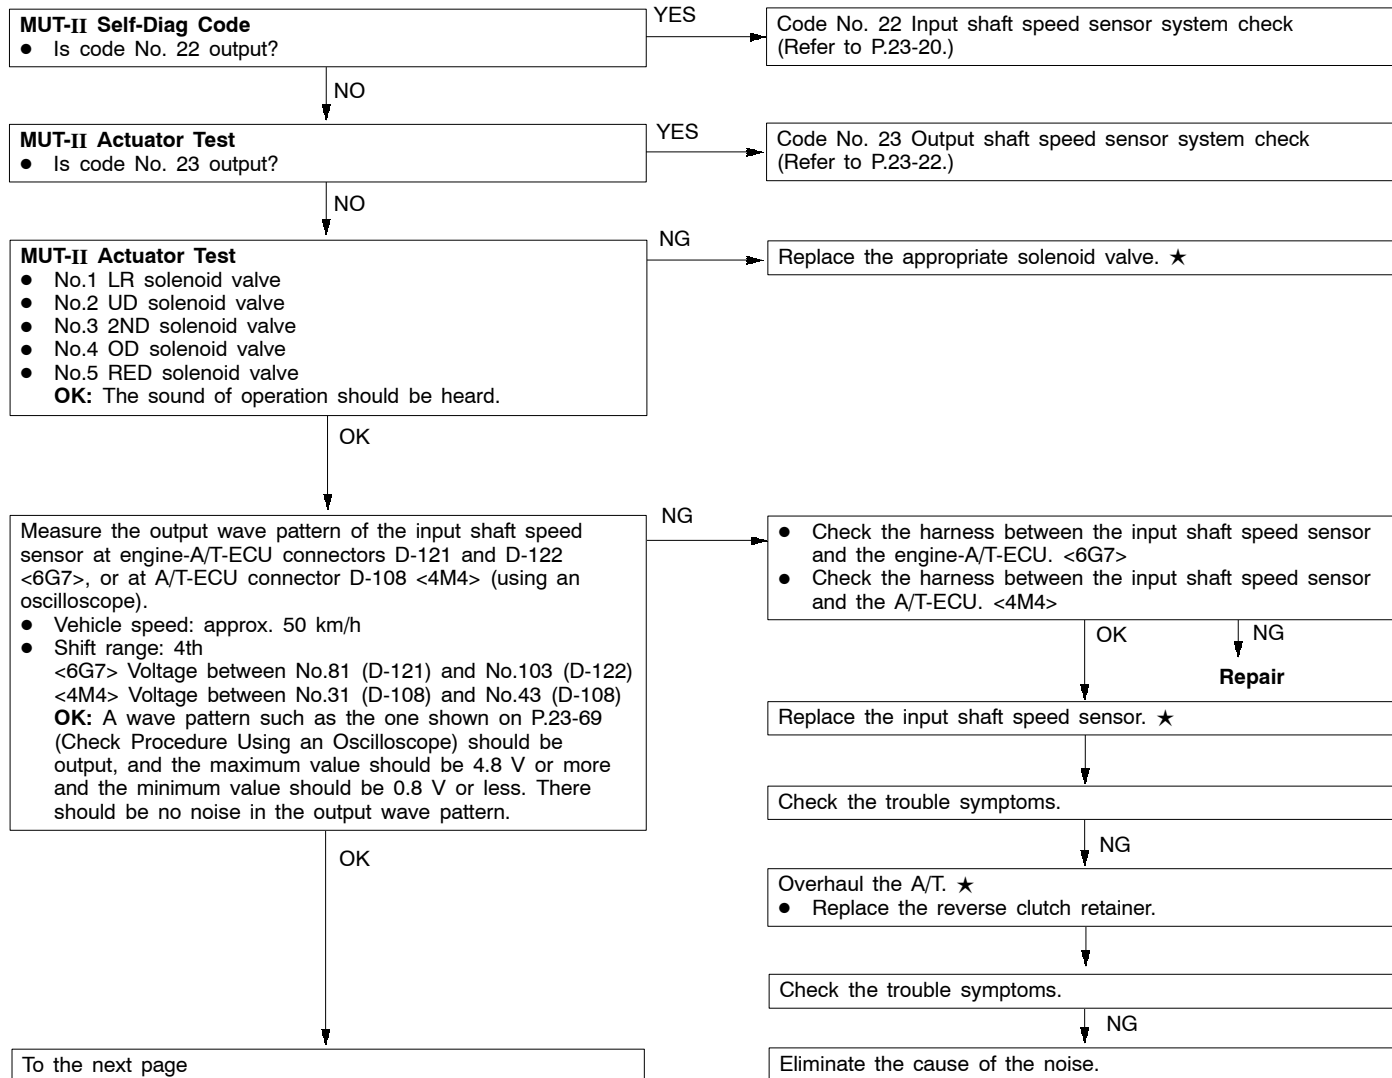 MUT-II Self-Diag Code
● Is code No. 22 output?
YES
Code No. 22 Input shaft speed sensor system check
(Refer to P.23-20.)
NO
MUT-II Actuator Test
● Is code No. 23 output?
YES
Code No. 23 Output shaft speed sensor system check
(Refer to P.23-22.)
NO
MUT-II Actuator Test
● No.1 LR solenoid valve
● No.2 UD solenoid valve
● No.3 2ND solenoid valve
● No.4 OD solenoid valve
● No.5 RED solenoid valve
OK: The sound of operation should be heard.
NG
Replace the appropriate solenoid valve. ★
OK
Measure the output wave pattern of the input shaft speed
sensor at engine-A/T-ECU connectors D-121 and D-122
<6G7>, or at A/T-ECU connector D-108 <4M4> (using an
oscilloscope).
● Vehicle speed: approx. 50 km/h
● Shift range: 4th
<6G7> Voltage between No.81 (D-121) and No.103 (D-122)
<4M4> Voltage between No.31 (D-108) and No.43 (D-108)
OK: A wave pattern such as the one shown on P.23-69
(Check Procedure Using an Oscilloscope) should be
output, and the maximum value should be 4.8 V or more
and the minimum value should be 0.8 V or less. There
should be no noise in the output wave pattern.
NG
● Check the harness between the input shaft speed sensor
and the engine-A/T-ECU. <6G7>
● Check the harness between the input shaft speed sensor
and the A/T-ECU. <4M4>
OK
NG
Repair
Replace the input shaft speed sensor. ★
Check the trouble symptoms.
NG
Overhaul the A/T. ★
● Replace the reverse clutch retainer.
Check the trouble symptoms.
NG
Eliminate the cause of the noise.
OK
To the next page